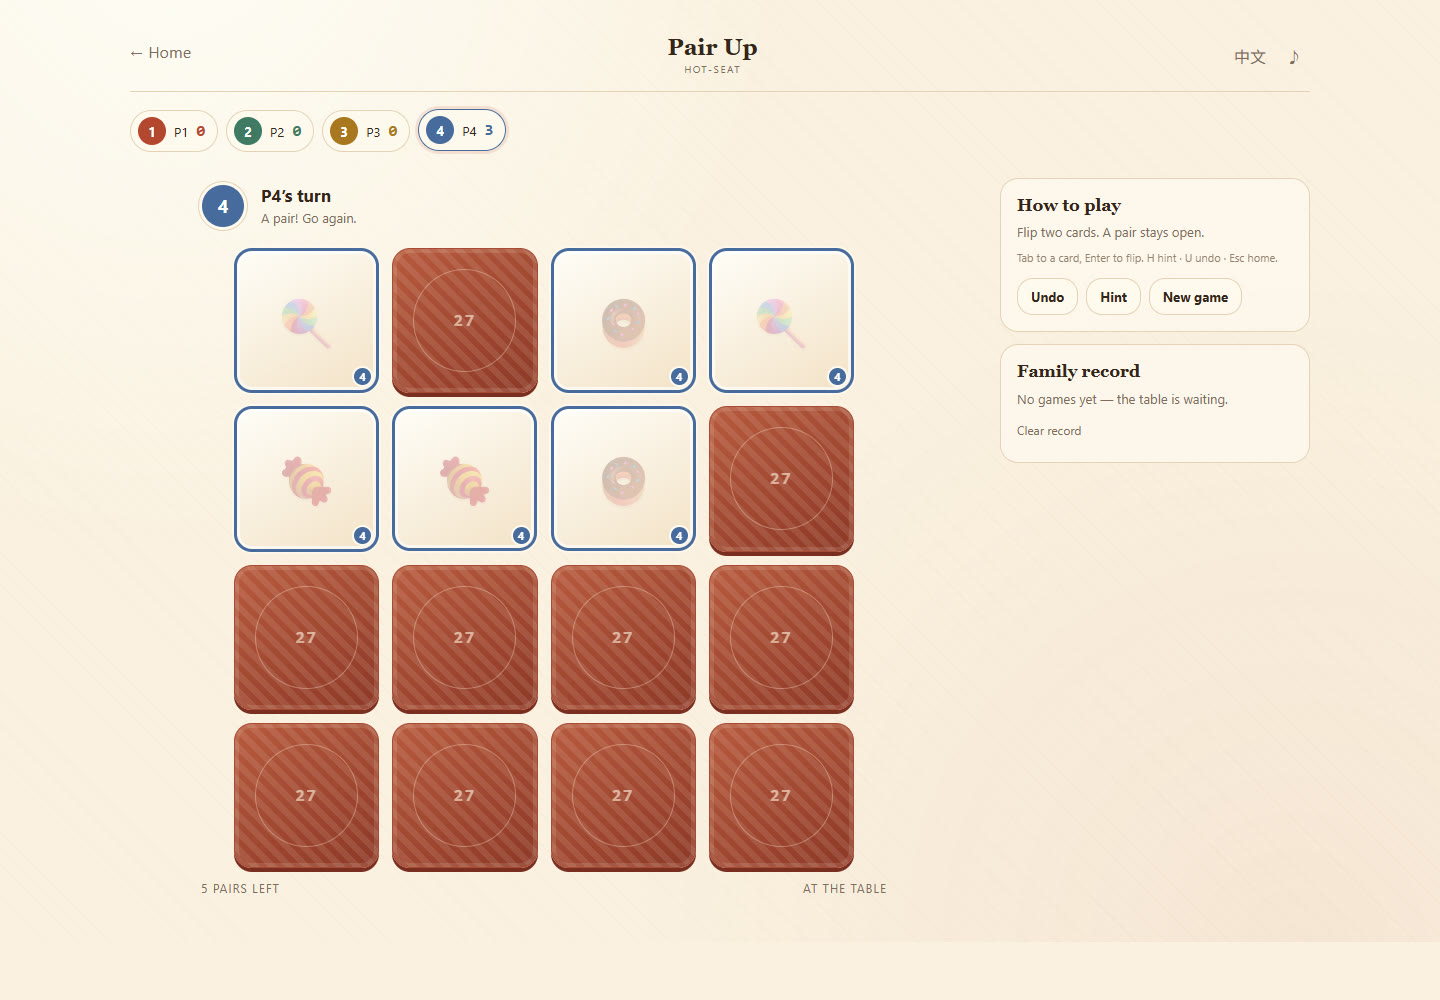 ← Home
Pair Up
HOT-SEAT
中文 ♪
1 P1 0
2 P2 0
3 P3 0
4 P4 3
4
P4’s turn
A pair! Go again.
4
27
4
4
4
4
4
27
27
27
27
27
27
27
27
27
5 PAIRS LEFT
AT THE TABLE
How to play
Flip two cards. A pair stays open.
Tab to a card, Enter to flip. H hint · U undo · Esc home.
Undo
Hint
New game
Family record
No games yet — the table is waiting.
Clear record